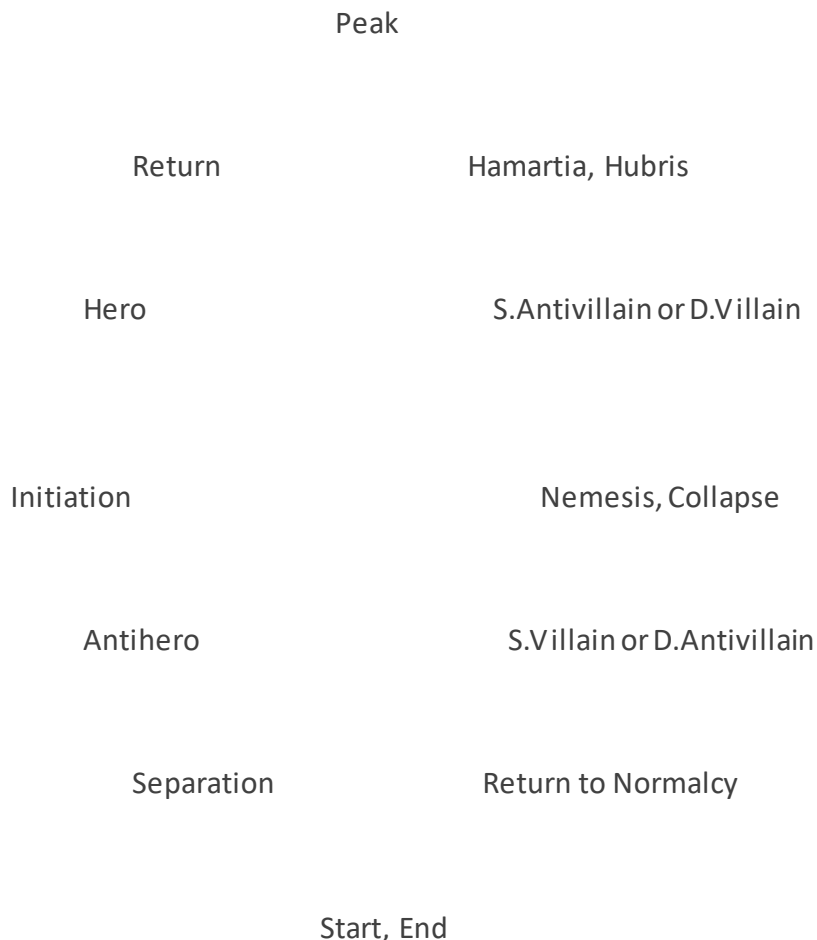 Peak
Return Hamartia, Hubris
Hero S.Antivillain or D.Villain
Initiation Nemesis, Collapse
Antihero S.Villain or D.Antivillain
Separation Return to Normalcy
Start, End